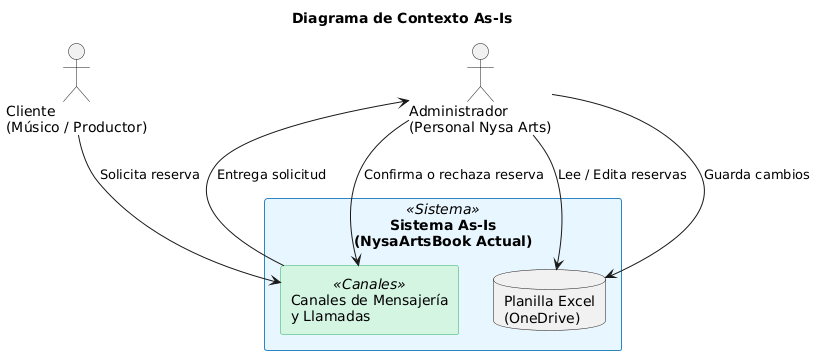 Diagrama de Contexto As-Is
Cliente
(Músico / Productor)
Administrador
(Personal Nysa Arts)
Solicita reserva
Entrega solicitud
Confirma o rechaza reserva
Lee / Edita reservas
Guarda cambios
«Sistema»
Sistema As-Is
(NysaArtsBook Actual)
«Canales»
Canales de Mensajería
y Llamadas
Planilla Excel
(OneDrive)